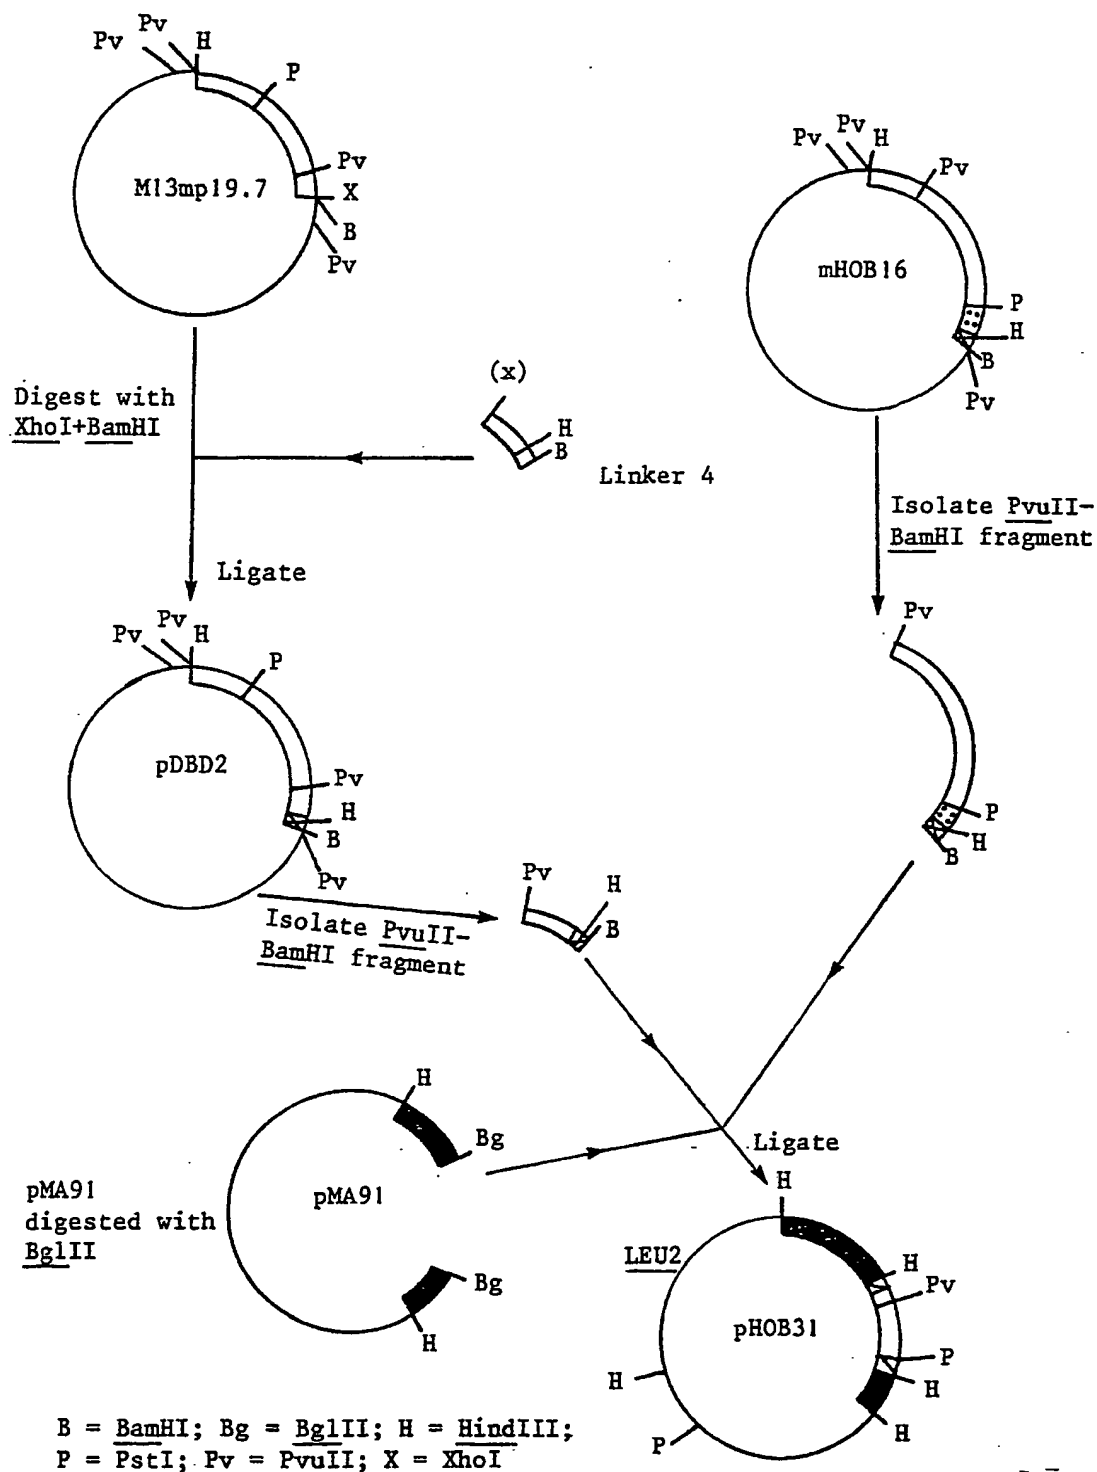 Pv
Pv
H
P
M13mp19.7
Pv
X
B
Pv
Pv
Pv
H
Pv
mHOB16
P
H
B
Pv
Digest with
XhoI+BamHI
(x)
H
B
Linker 4
Isolate PvuII-
BamHI fragment
Ligate
Pv
Pv
H
P
pDBD2
Pv
H
B
Pv
Pv
P
H
B
Isolate PvuII-
BamHI fragment
Pv
H
B
pMA91
digested with
BglII
H
Bg
pMA91
Bg
H
Ligate
H
LEU2
H
Pv
pHOB31
P
H
H
H
P
B = BamHI; Bg = BglII; H = HindIII;
P = PstI; Pv = PvuII; X = XhoI